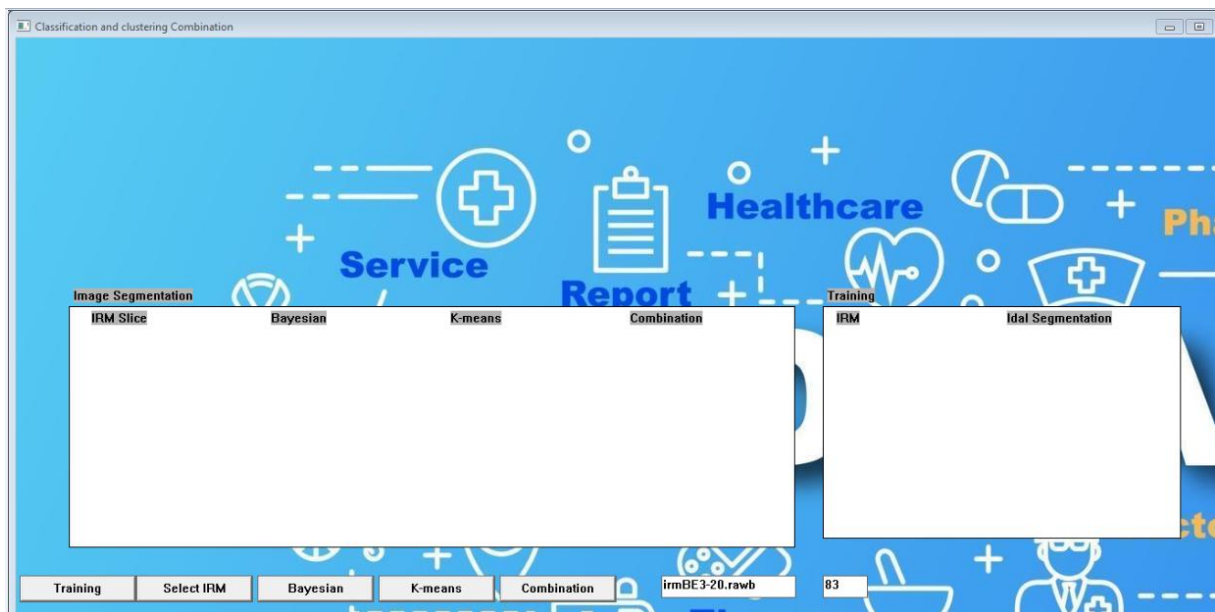 Classification and clustering Combination
Healthcare
Service
Report
Image Segmentation
Training
IRM Slice Bayesian K-means Combination
IRM Idal Segmentation
Training Select IRM Bayesian K-means Combination irmBE3-20.rawb 83